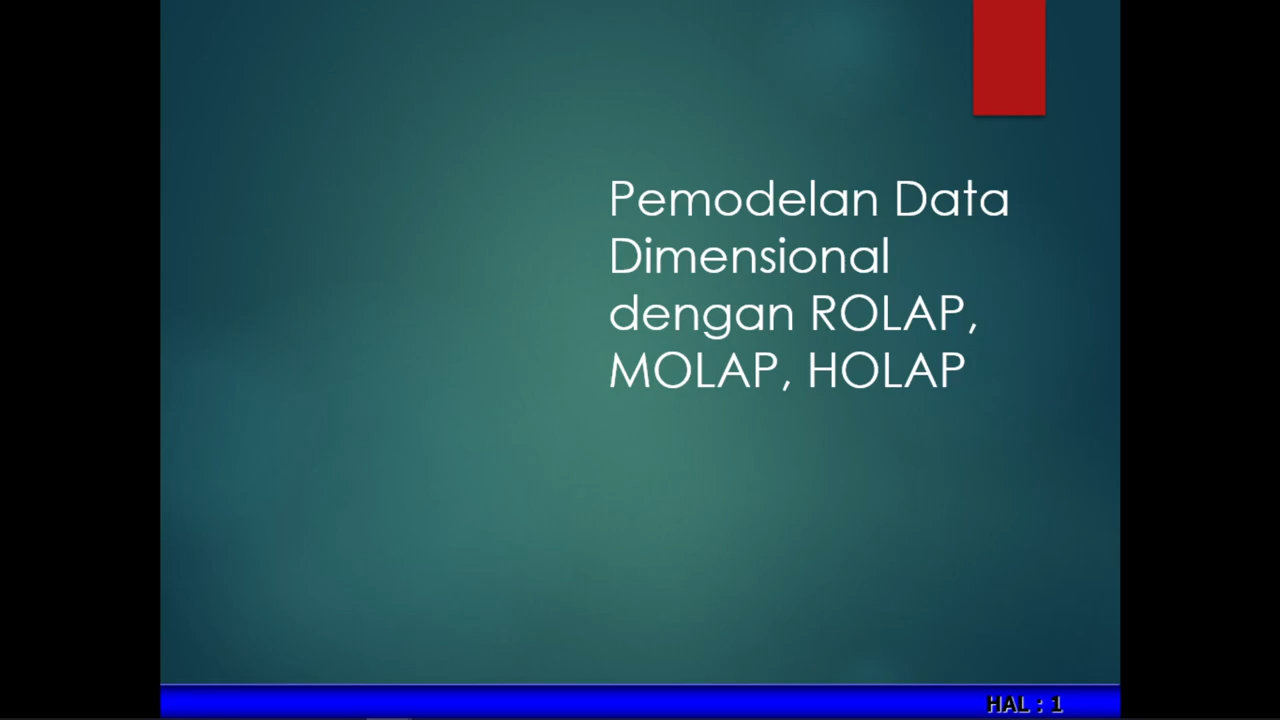 Pemodelan Data
Dimensional
dengan ROLAP,
MOLAP, HOLAP
HAL : 1